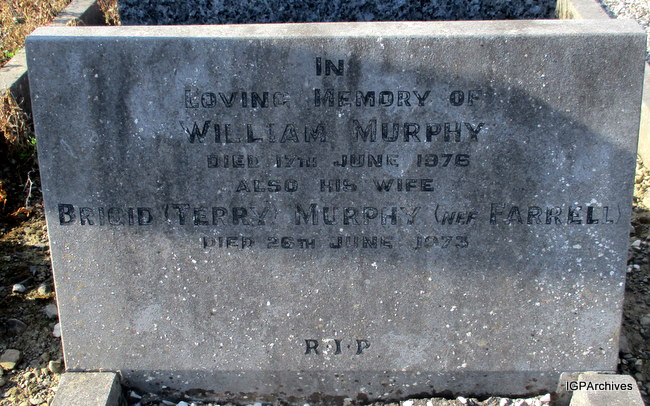 IN
LOVING MEMORY OF
WILLIAM MURPHY
DIED 17TH JUNE 1976
ALSO HIS WIFE
BRIGID (TERRY) MURPHY (NEE FARRELL)
DIED 26TH JUNE 1973
R·I·P
IGPArchives